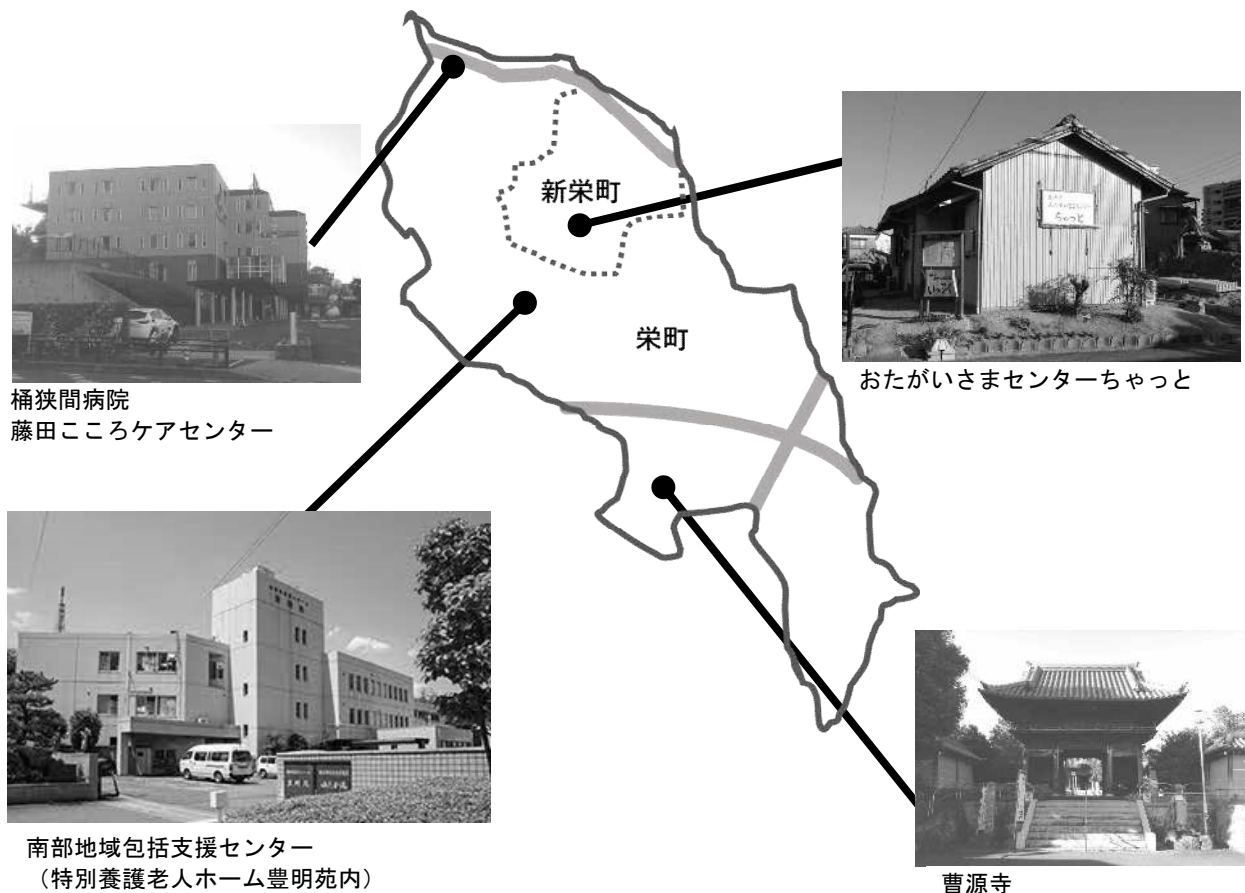 新栄町
栄町
桶狭間病院
藤田こころケアセンター
ちゃっと
おたがいさまセンターちゃっと
南部地域包括支援センター
（特別養護老人ホーム豊明苑内）
曹源寺